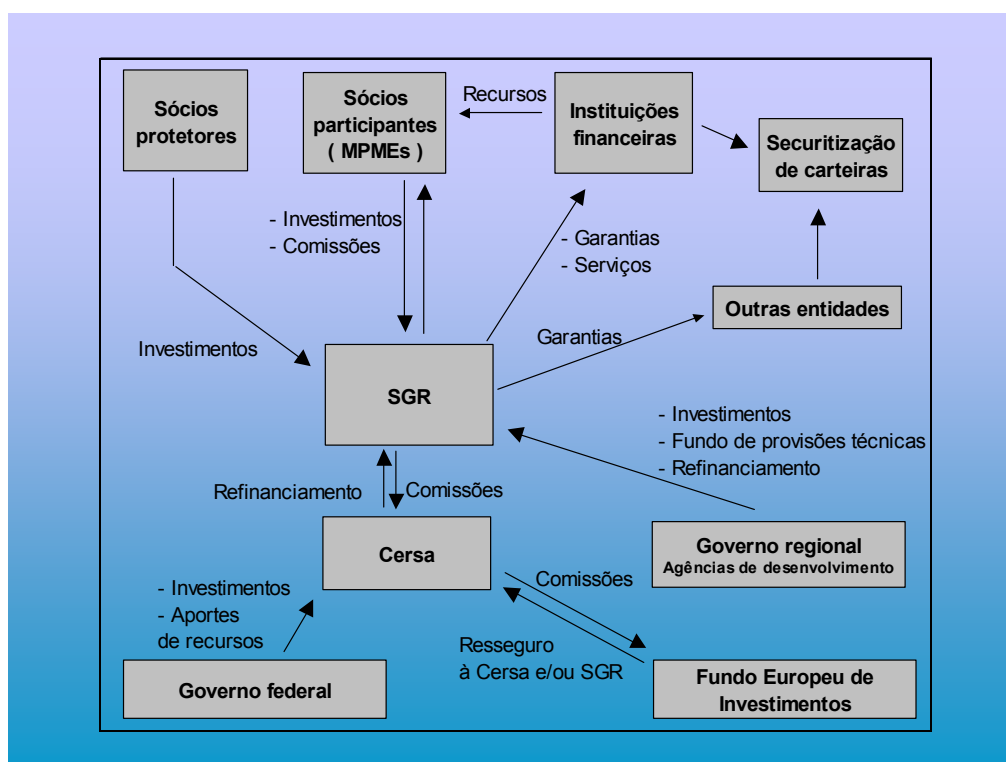 Sócios
protetores
Sócios
participantes
( MPMEs )
Recursos
Instituições
financeiras
Securitização
de carteiras
- Investimentos
- Comissões
- Garantias
- Serviços
Outras entidades
Investimentos
Garantias
SGR
- Investimentos
- Fundo de provisões técnicas
- Refinanciamento
Refinanciamento
Comissões
Cersa
Governo regional
Agências de desenvolvimento
Comissões
- Investimentos
- Aportes
de recursos
Resseguro
à Cersa e/ou SGR
Governo federal
Fundo Europeu de
Investimentos